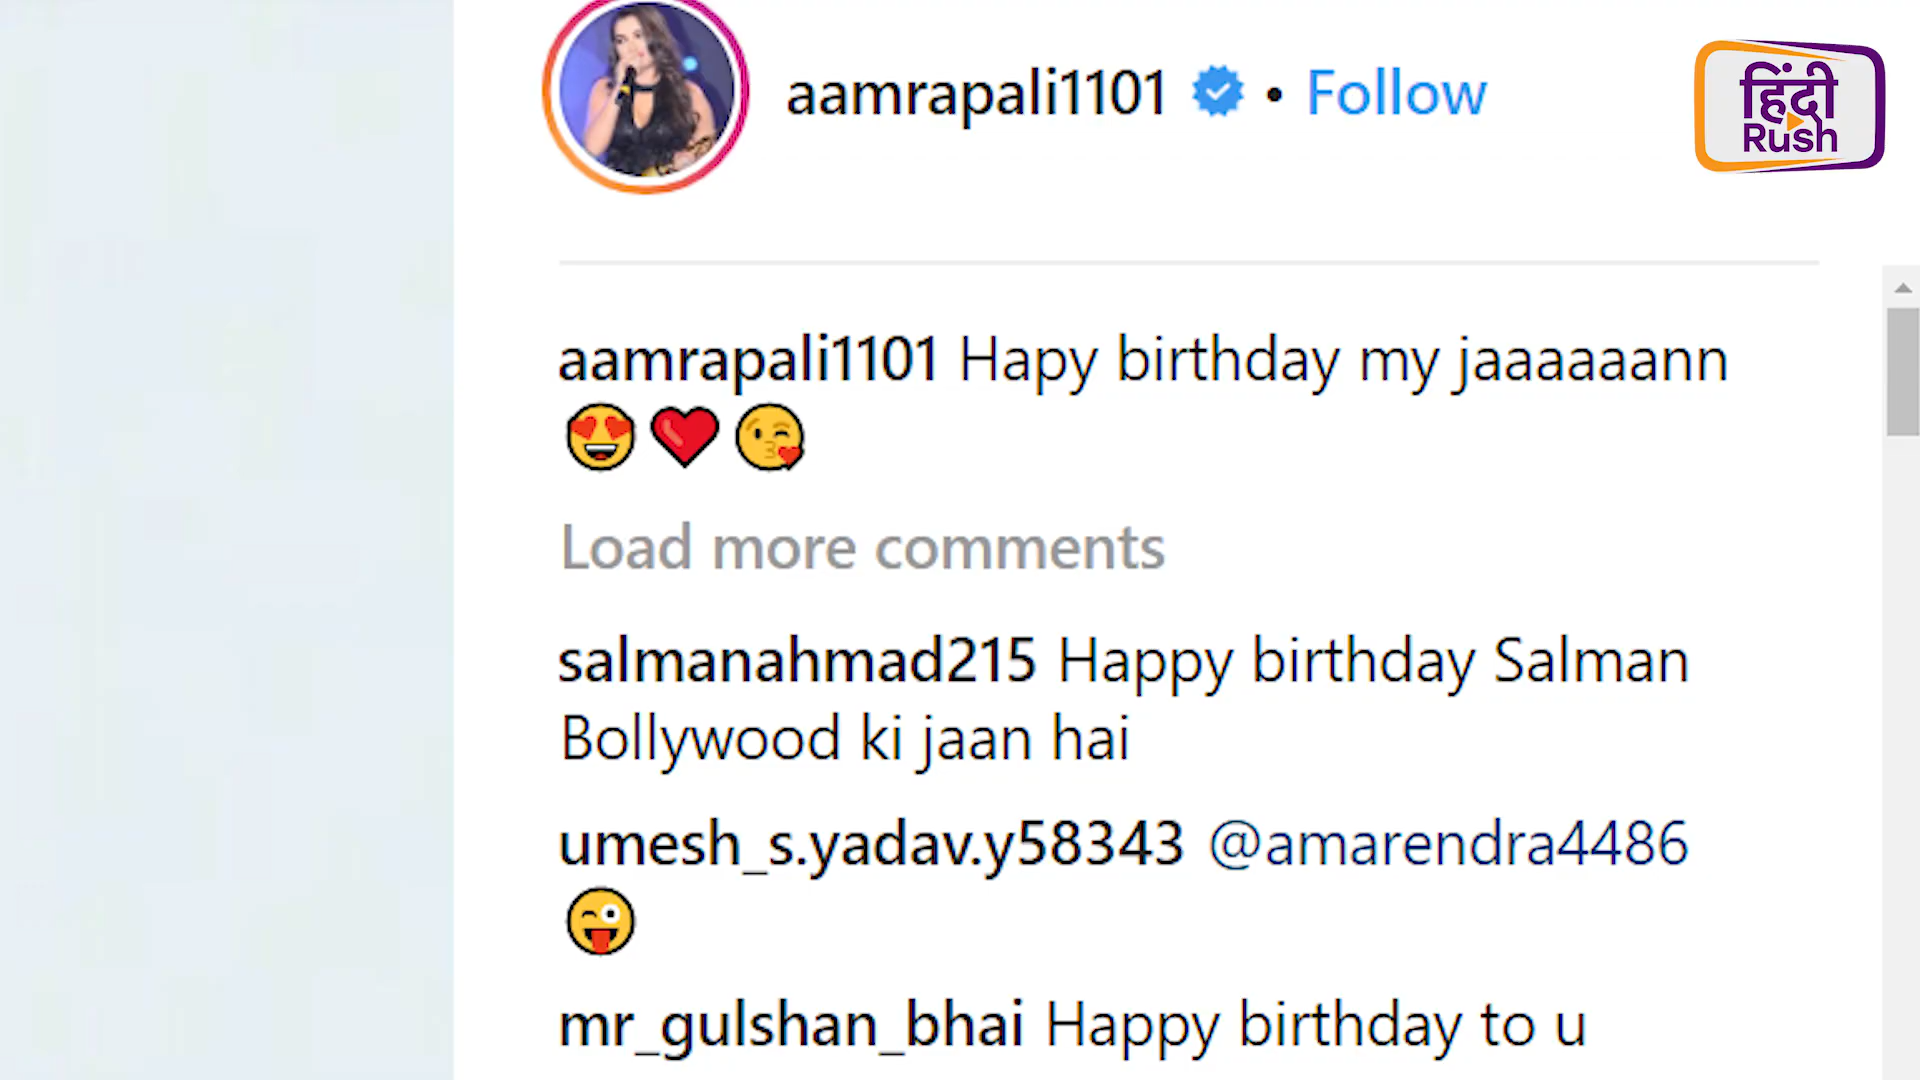 aamrapali1101 • Follow
हिंदी
Rush
aamrapali1101 Hapy birthday my jaaaaaann
😍❤️😘
Load more comments
salmanahmad215 Happy birthday Salman
Bollywood ki jaan hai
umesh_s.yadav.y58343 @amarendra4486
😜
mr_gulshan_bhai Happy birthday to u